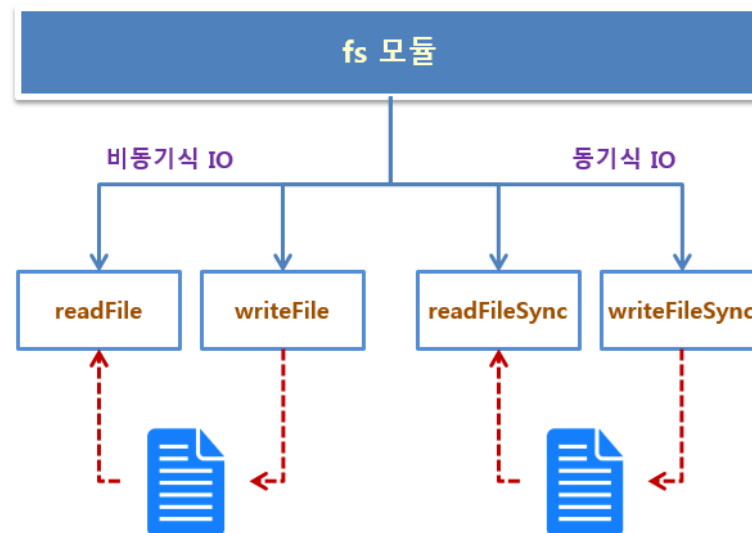 fs 모듈
비동기식 IO
동기식 IO
readFile
writeFile
readFileSync
writeFileSync